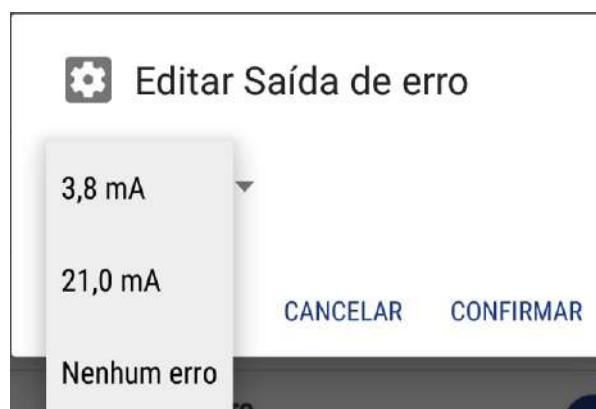 Editar Saída de erro
3,8 mA
21,0 mA
CANCELAR CONFIRMAR
Nenhum erro